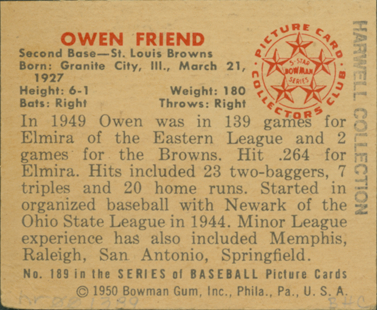 OWEN FRIEND
Second Base—St. Louis Browns
Born: Granite City, Ill., March 21,
1927
Height: 6-1 Weight: 180
Bats: Right Throws: Right
PICTURE CARD
5-STAR
BOWMAN
SERIES
COLLECTORS CLUB
HARWELL COLLECTION
In 1949 Owen was in 139 games for
Elmira of the Eastern League and 2
games for the Browns. Hit .264 for
Elmira. Hits included 23 two-baggers, 7
triples and 20 home runs. Started in
organized baseball with Newark of the
Ohio State League in 1944. Minor League
experience has also included Memphis,
Raleigh, San Antonio, Springfield.
No. 189 in the SERIES of BASEBALL Picture Cards
© 1950 Bowman Gum, Inc., Phila., Pa., U. S. A.